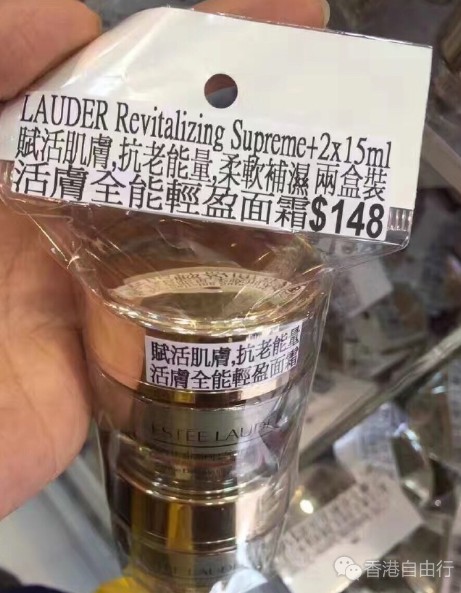 LAUDER Revitalizing Supreme+2x15ml
賦活肌膚,抗老能量,柔軟補濕 兩盒裝
活膚全能輕盈面霜$148
賦活肌膚,抗老能量
活膚全能輕盈面霜
ESTEE LAUDER
ESTEE LAUDER
香港自由行